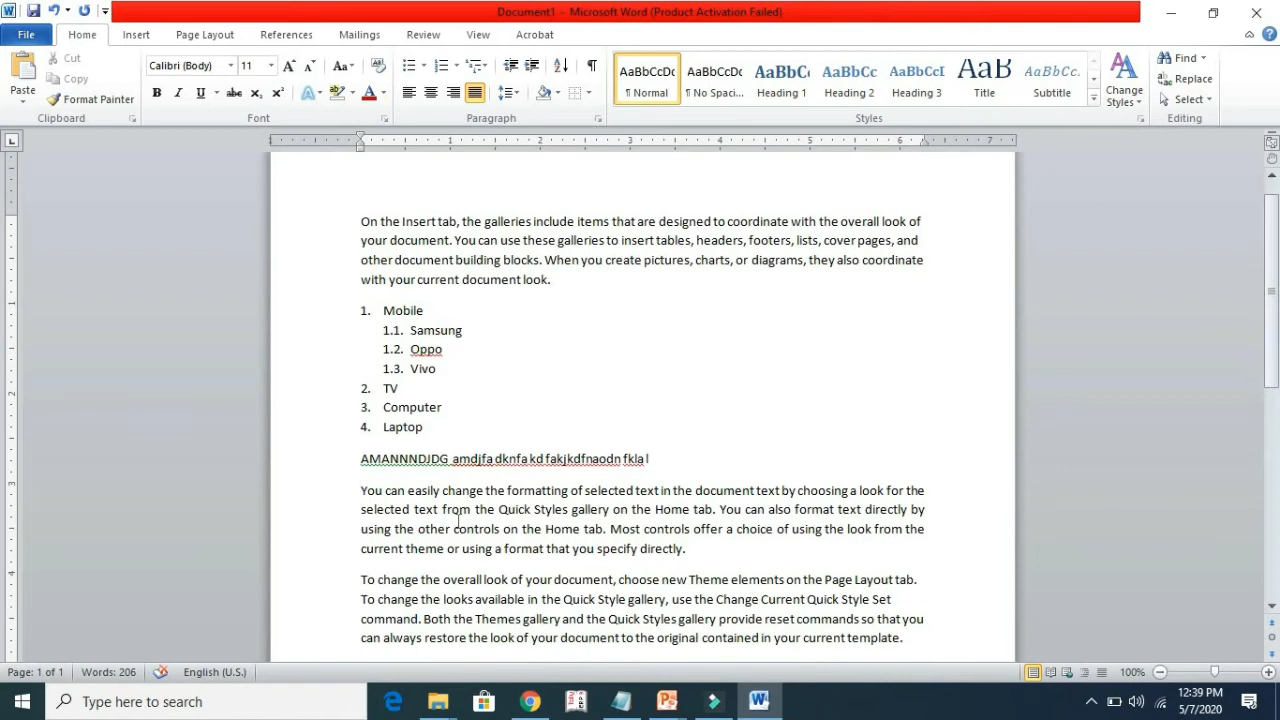 Document1 - Microsoft Word (Product Activation Failed)
File Home Insert Page Layout References Mailings Review View Acrobat
Paste Cut Copy Format Painter
Clipboard
Calibri (Body) 11
Font
Paragraph
AaBbCcDc ¶ Normal
AaBbCcDc ¶ No Spaci...
AaBbC Heading 1
AaBbCc Heading 2
AaBbCcI Heading 3
AaB Title
AaBbCc. Subtitle
Change Styles
Styles
Find
Replace
Select
Editing
1 2 3 4 5 6 7
On the Insert tab, the galleries include items that are designed to coordinate with the overall look of
your document. You can use these galleries to insert tables, headers, footers, lists, cover pages, and
other document building blocks. When you create pictures, charts, or diagrams, they also coordinate
with your current document look.
1. Mobile
1.1. Samsung
1.2. Oppo
1.3. Vivo
2. TV
3. Computer
4. Laptop
AMANNNDJDG amdjfa dknfa kd fakjkdfnaodn fkla l
You can easily change the formatting of selected text in the document text by choosing a look for the
selected text from the Quick Styles gallery on the Home tab. You can also format text directly by
using the other controls on the Home tab. Most controls offer a choice of using the look from the
current theme or using a format that you specify directly.
To change the overall look of your document, choose new Theme elements on the Page Layout tab.
To change the looks available in the Quick Style gallery, use the Change Current Quick Style Set
command. Both the Themes gallery and the Quick Styles gallery provide reset commands so that you
can always restore the look of your document to the original contained in your current template.
Page: 1 of 1 Words: 206 English (U.S.) 100%
Type here to search
12:39 PM
5/7/2020